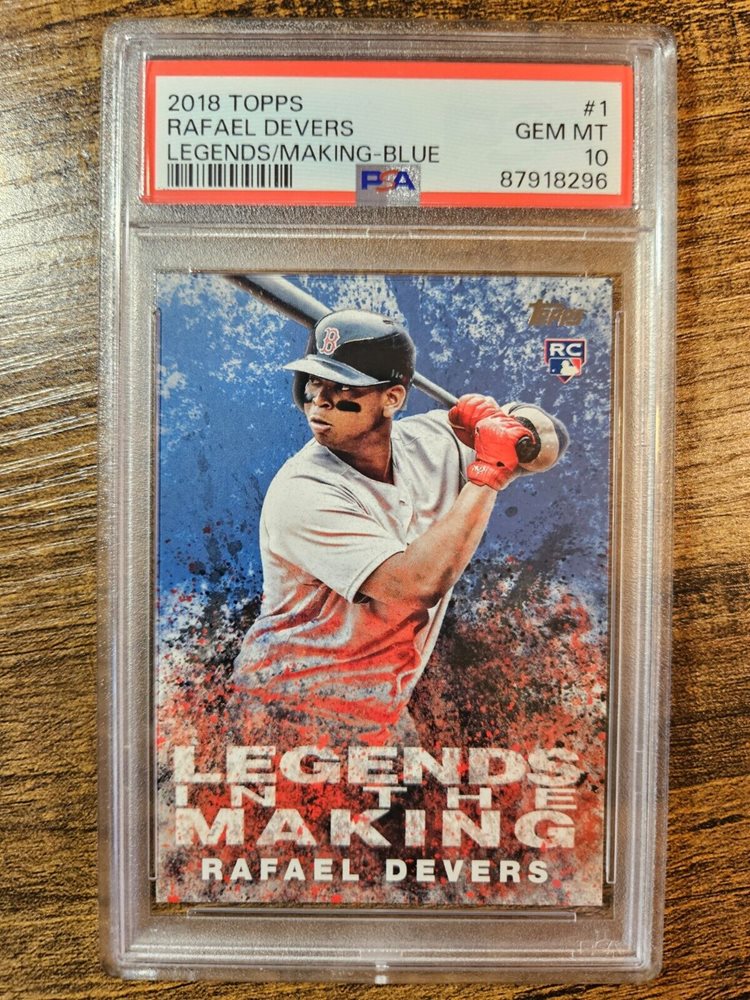 2018 TOPPS #1
RAFAEL DEVERS GEM MT
LEGENDS/MAKING-BLUE 10
PSA 87918296
Topps
B
RC
LEGENDS
IN THE
MAKING
RAFAEL DEVERS